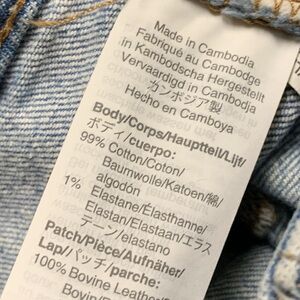 Made in Cambodia
Fabriqué au Cambodge
in Kambodscha Hergestellt
Vervaardigd in Cambodja
カンボジア製
Hecho en Camboya
Body/Corps/Hauptteil/Lijf/
ボディ/cuerpo:
99% Cotton/Coton/
Baumwolle/Katoen/綿/
algodón
1% Elastane/Élasthanne/
Elastan/Elastaan/エラス
テーン/elastano
Patch/Pièce/Aufnäher/
Lap/パッチ/parche:
100% Bovine Leather/